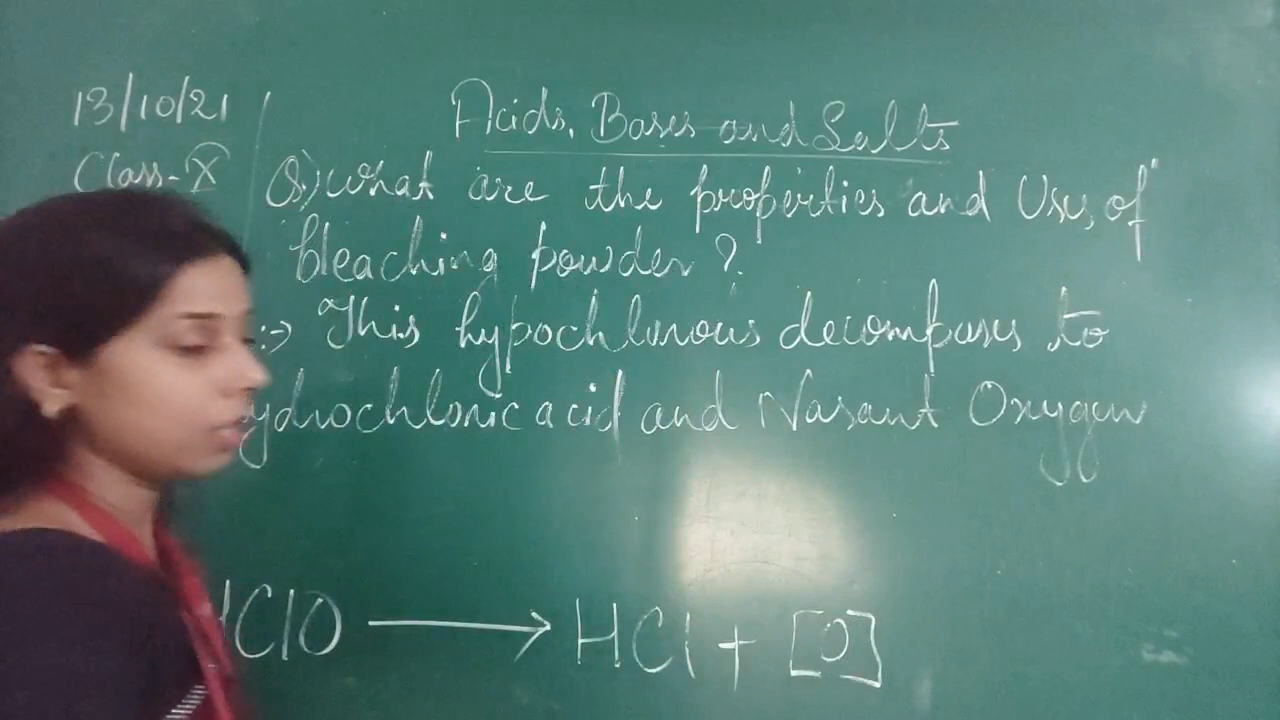 13/10/21
Acids, Bases and Salts
Class-X
Q) what are the properties and Uses of
bleaching powder ?
:-> This hypochlorous decomposes to
ydrochloric acid and Nasant Oxygen
HClO ⟶ HCl + [O]